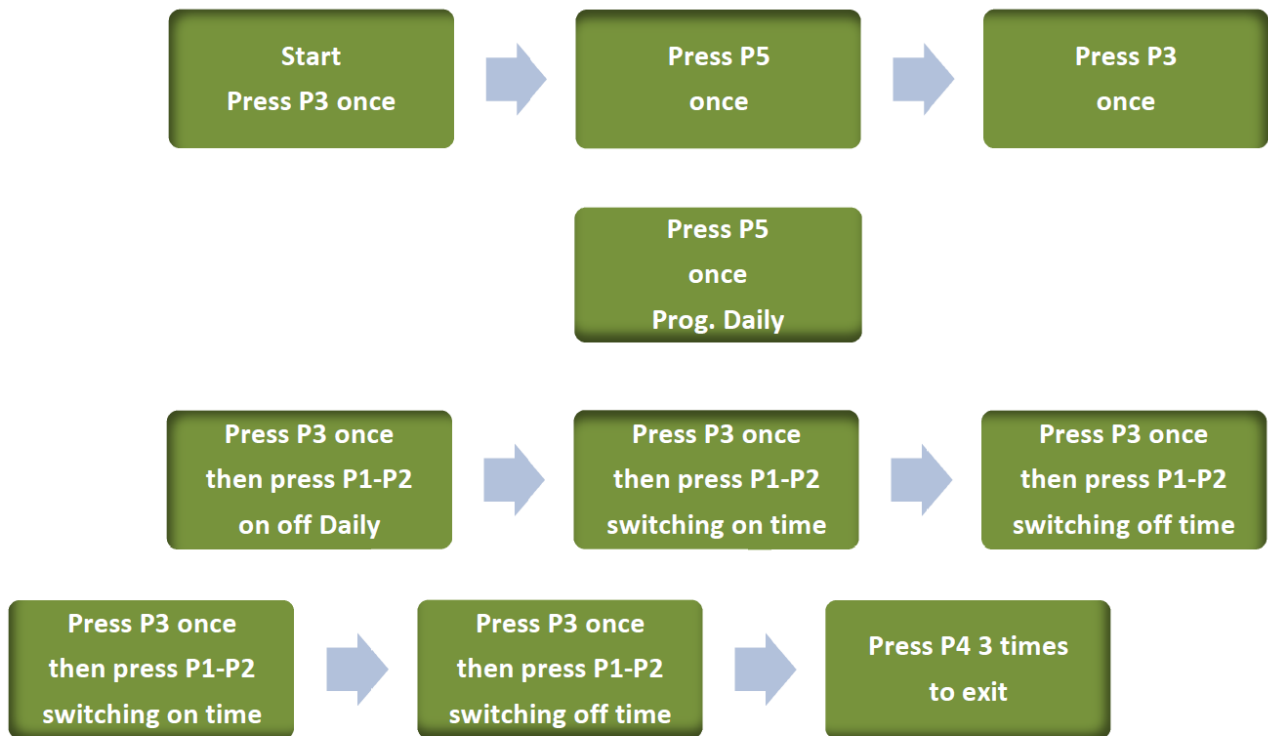 Start
Press P3 once
Press P5
once
Press P3
once
Press P5
once
Prog. Daily
Press P3 once
then press P1-P2
on off Daily
Press P3 once
then press P1-P2
switching on time
Press P3 once
then press P1-P2
switching off time
Press P3 once
then press P1-P2
switching on time
Press P3 once
then press P1-P2
switching off time
Press P4 3 times
to exit